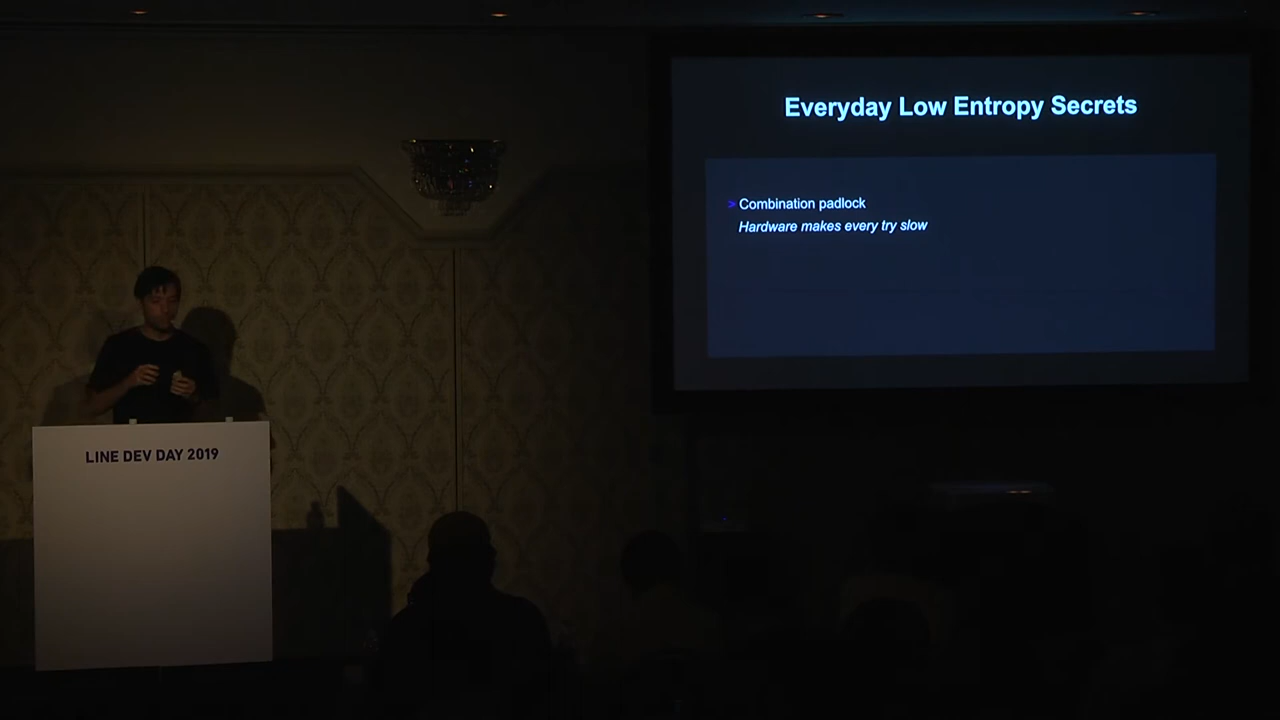 Everyday Low Entropy Secrets
> Combination padlock
Hardware makes every try slow
LINE DEV DAY 2019